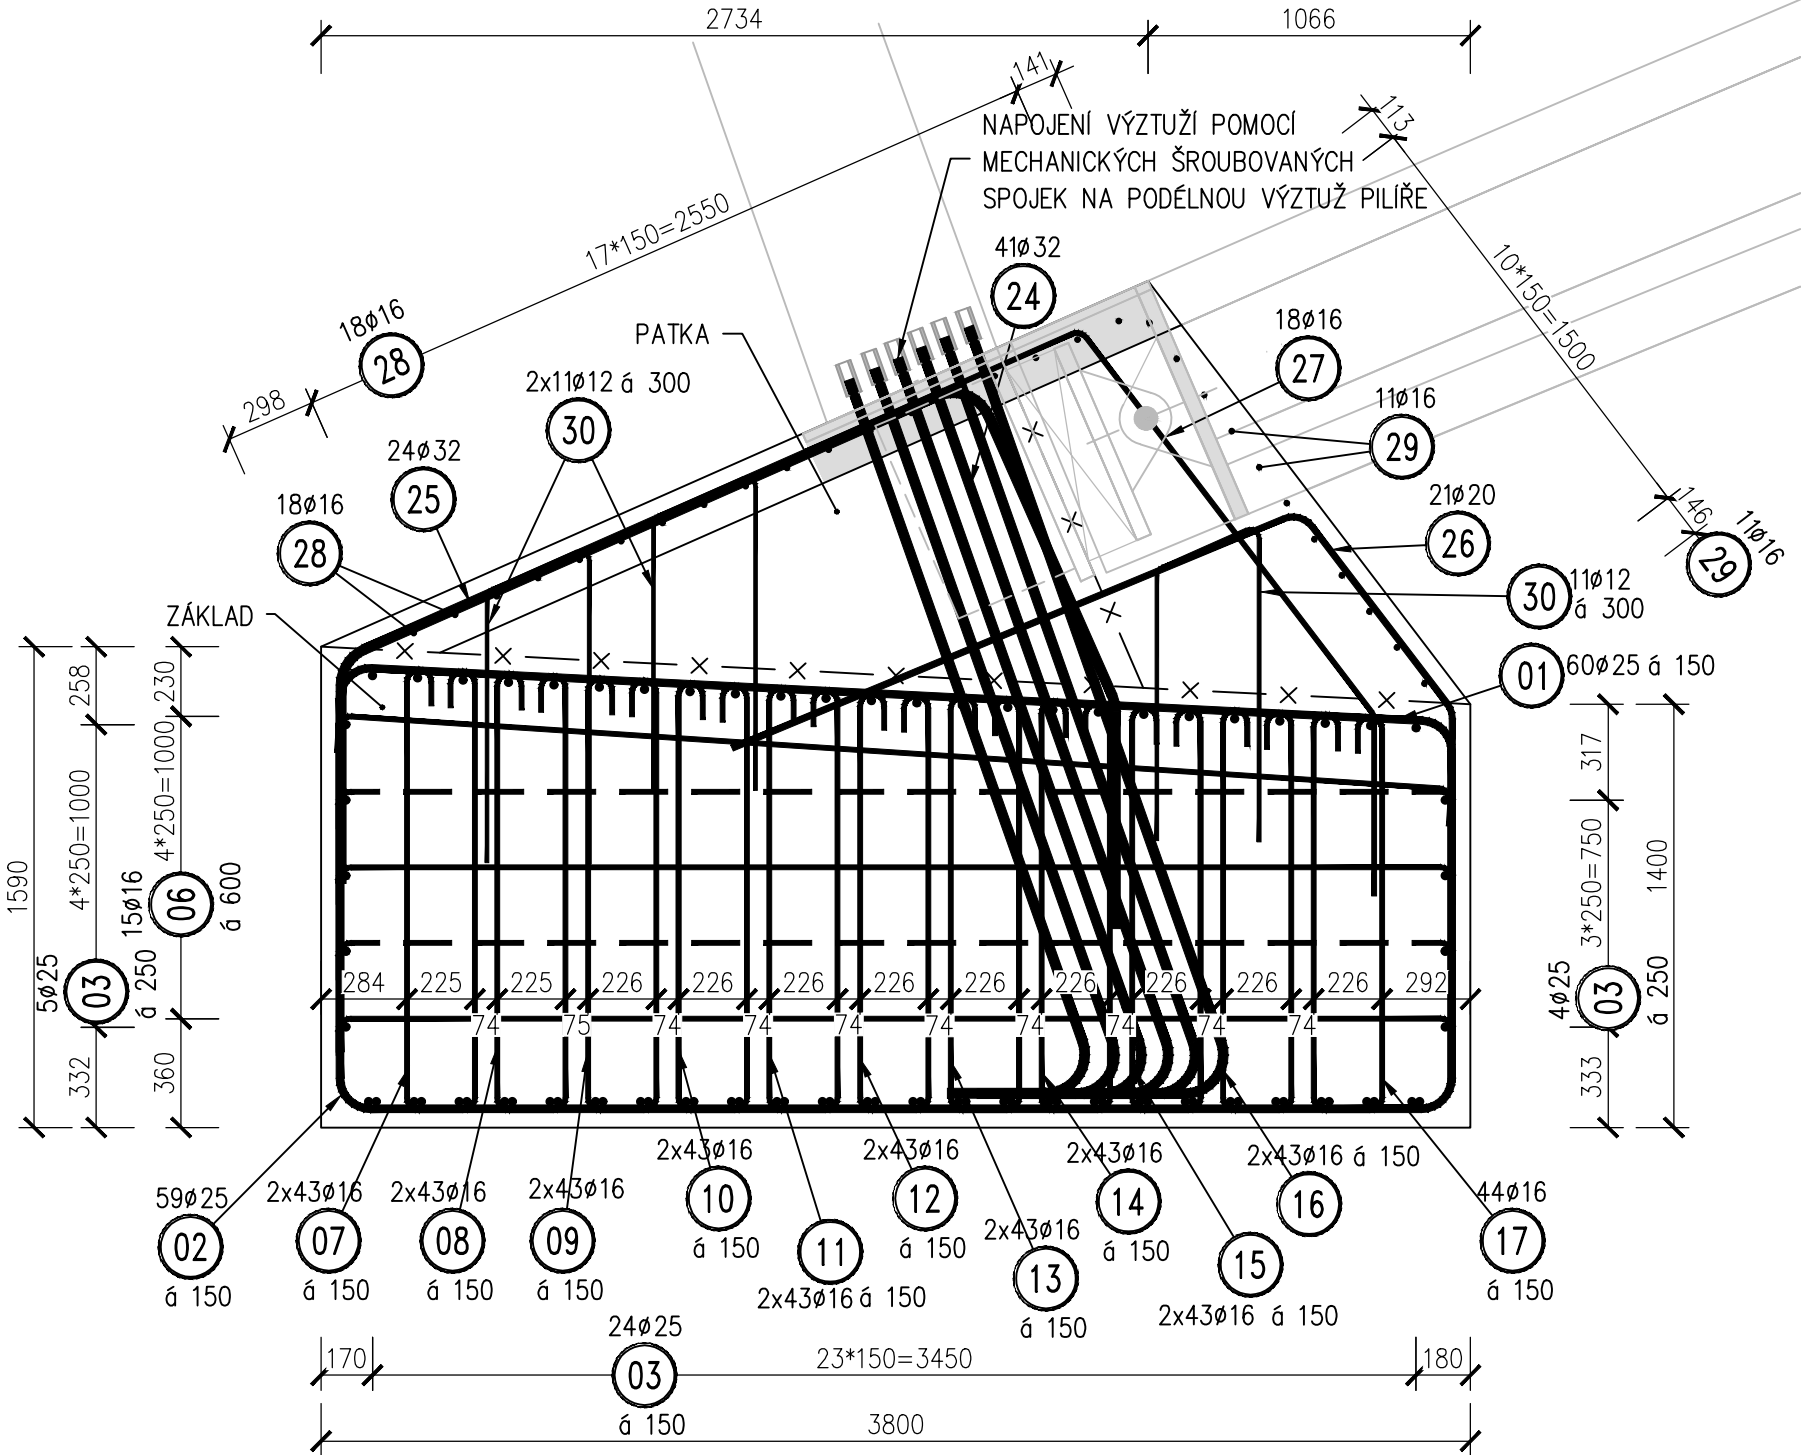 2734
1066
141
NAPOJENÍ VÝZTUŽÍ POMOCÍ
MECHANICKÝCH ŠROUBOVANÝCH
SPOJEK NA PODÉLNOU VÝZTUŽ PILÍŘE
113
17*150=2550
10*150=1500
41ø32
24
18ø16
28
298
PATKA
2x11ø12 á 300
30
18ø16
27
11ø16
29
24ø32
25
18ø16
28
21ø20
26
146
11ø16
29
30
11ø12
á 300
ZÁKLAD
01
60ø25 á 150
1590
258
4*250=1000
332
5ø25
03
15ø16
á 250
230
4*250=1000
360
06
á 600
317
3*250=750
333
4ø25
03
á 250
1400
284
225
225
226
226
226
226
226
226
226
226
226
292
74
75
74
74
74
74
74
74
74
74
2x43ø16
10
á 150
2x43ø16
12
á 150
2x43ø16
14
á 150
2x43ø16 á 150
16
59ø25
02
á 150
2x43ø16
07
á 150
2x43ø16
08
á 150
2x43ø16
09
á 150
11
2x43ø16 á 150
2x43ø16
13
á 150
15
2x43ø16 á 150
44ø16
17
á 150
24ø25
170
03
23*150=3450
180
á 150
3800